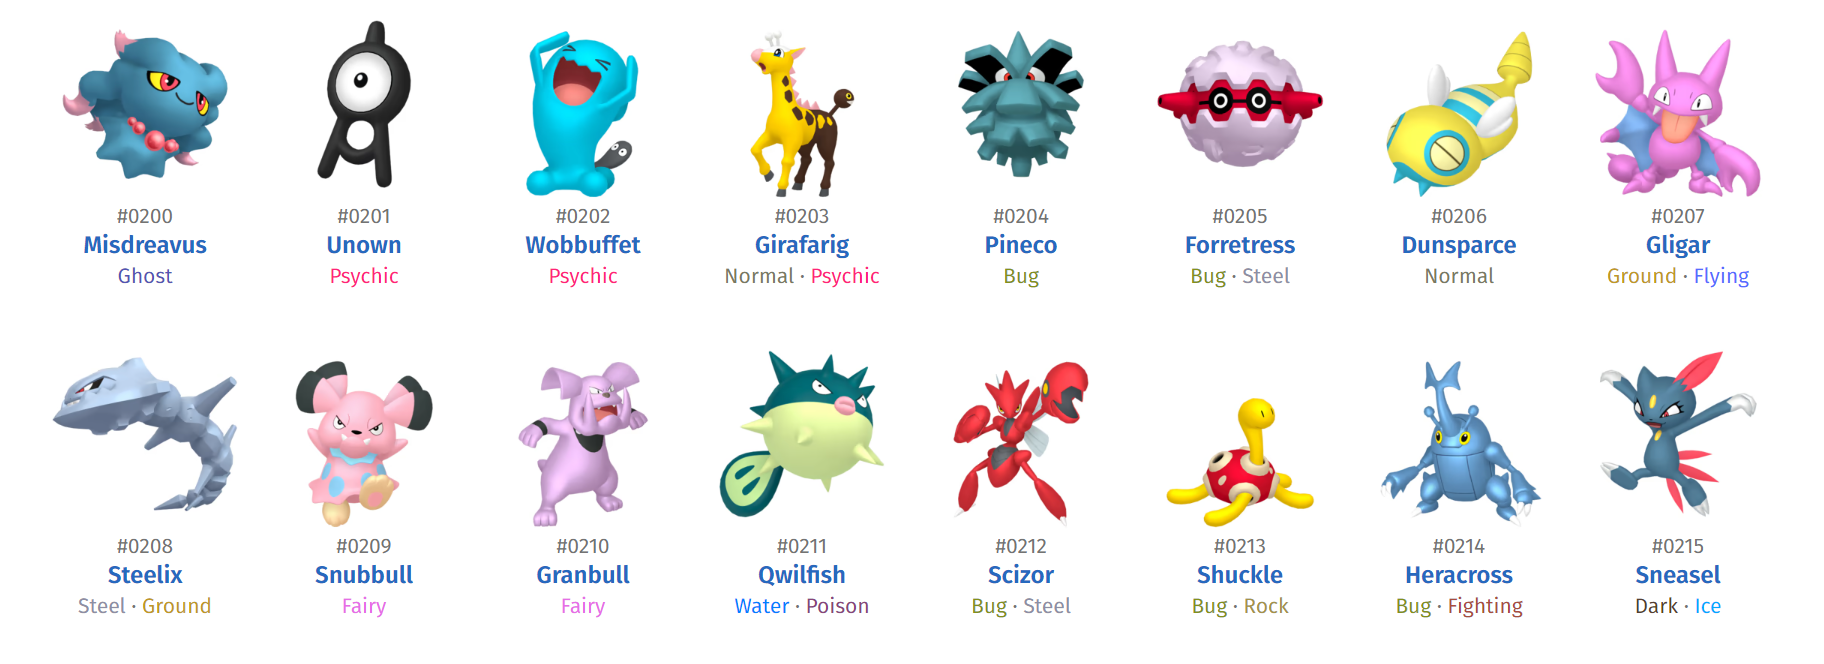 #0200 #0201 #0202 #0203 #0204 #0205 #0206 #0207
Misdreavus Unown Wobbuffet Girafarig Pineco Forretress Dunsparce Gligar
Ghost Psychic Psychic Normal · Psychic Bug Bug · Steel Normal Ground · Flying
#0208 #0209 #0210 #0211 #0212 #0213 #0214 #0215
Steelix Snubbull Granbull Qwilfish Scizor Shuckle Heracross Sneasel
Steel · Ground Fairy Fairy Water · Poison Bug · Steel Bug · Rock Bug · Fighting Dark · Ice